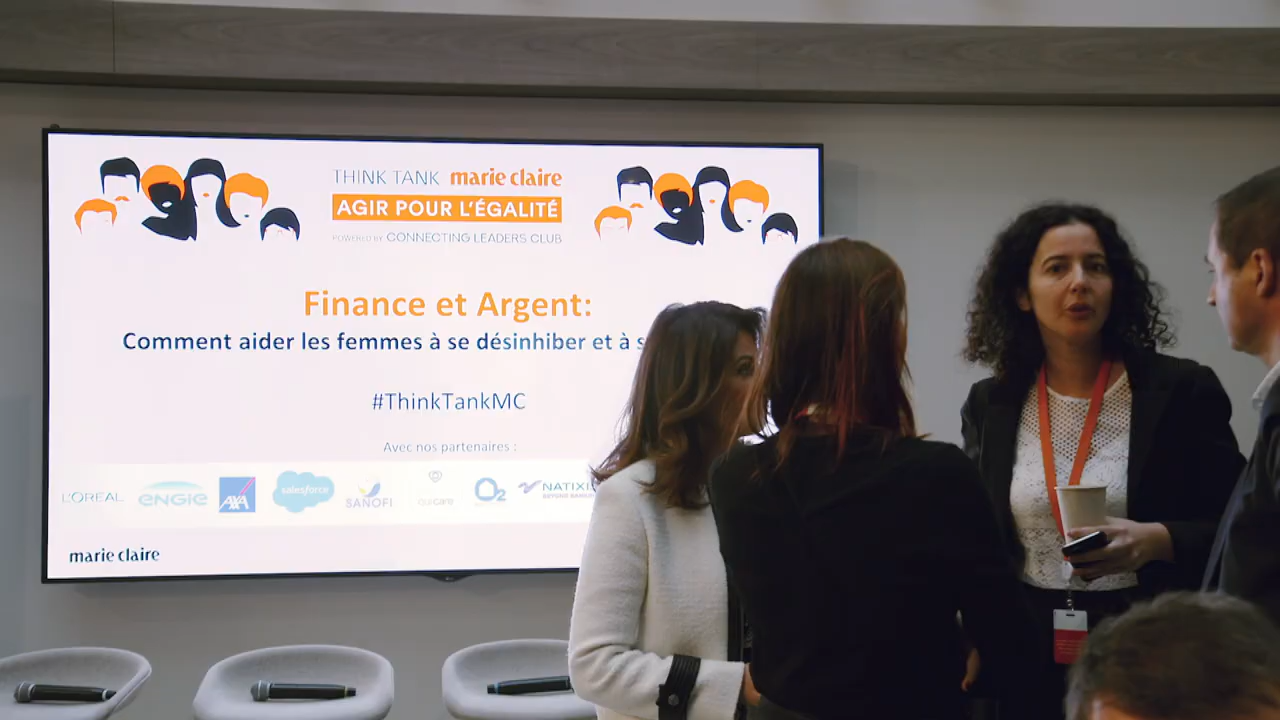 THINK TANK marie claire
AGIR POUR L'ÉGALITÉ
POWERED BY CONNECTING LEADERS CLUB
Finance et Argent:
Comment aider les femmes à se désinhiber et à s
#ThinkTankMC
Avec nos partenaires :
L'ORÉAL ENGIE AXA salesforce SANOFI O2 NATIXIS
marie claire